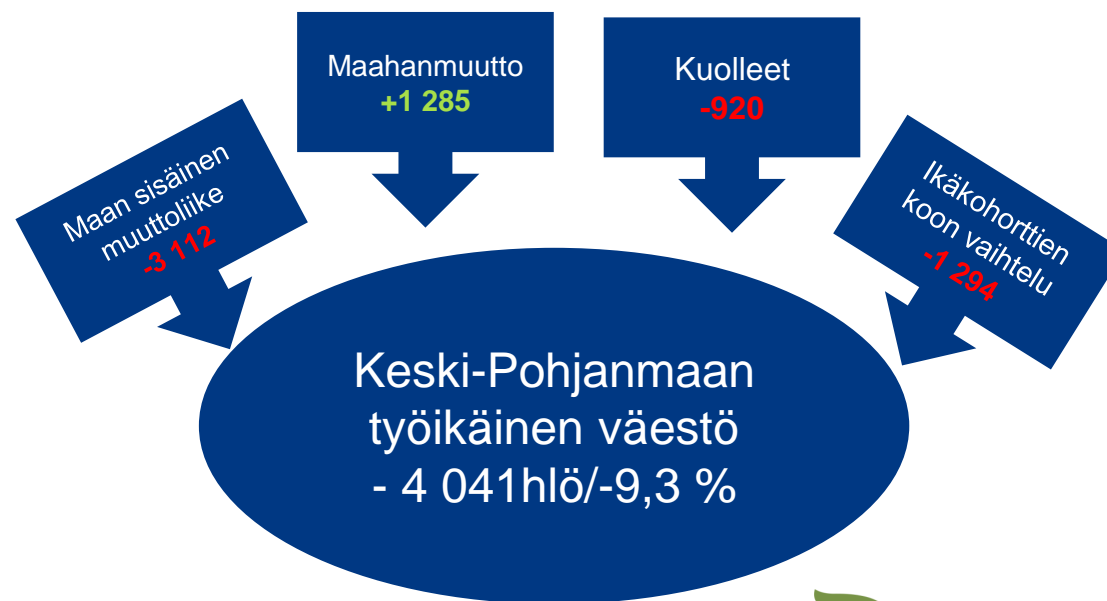 Maahanmuutto
+1 285
Kuolleet
-920
Maan sisäinen
muuttoliike
-3 112
Ikäkohorttien
koon vaihtelu
-1 294
Keski-Pohjanmaan
työikäinen väestö
- 4 041hlö/-9,3 %